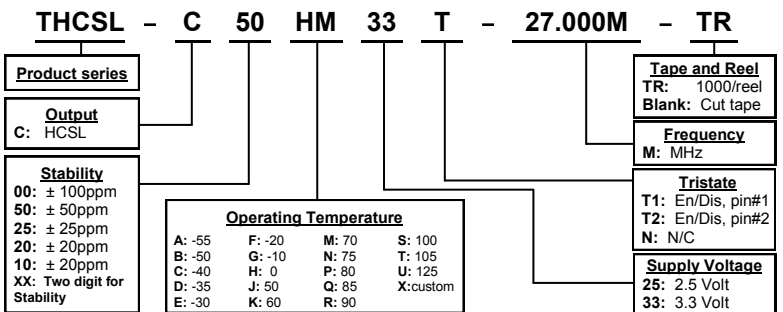 THCSL – C 50 HM 33 T – 27.000M – TR
Product series
Output
C: HCSL
Stability
00: ± 100ppm
50: ± 50ppm
25: ± 25ppm
20: ± 20ppm
10: ± 20ppm
XX: Two digit for
Stability
Operating Temperature
A: -55 F: -20 M: 70 S: 100
B: -50 G: -10 N: 75 T: 105
C: -40 H: 0 P: 80 U: 125
D: -35 J: 50 Q: 85 X:custom
E: -30 K: 60 R: 90
Tape and Reel
TR: 1000/reel
Blank: Cut tape
Frequency
M: MHz
Tristate
T1: En/Dis, pin#1
T2: En/Dis, pin#2
N: N/C
Supply Voltage
25: 2.5 Volt
33: 3.3 Volt